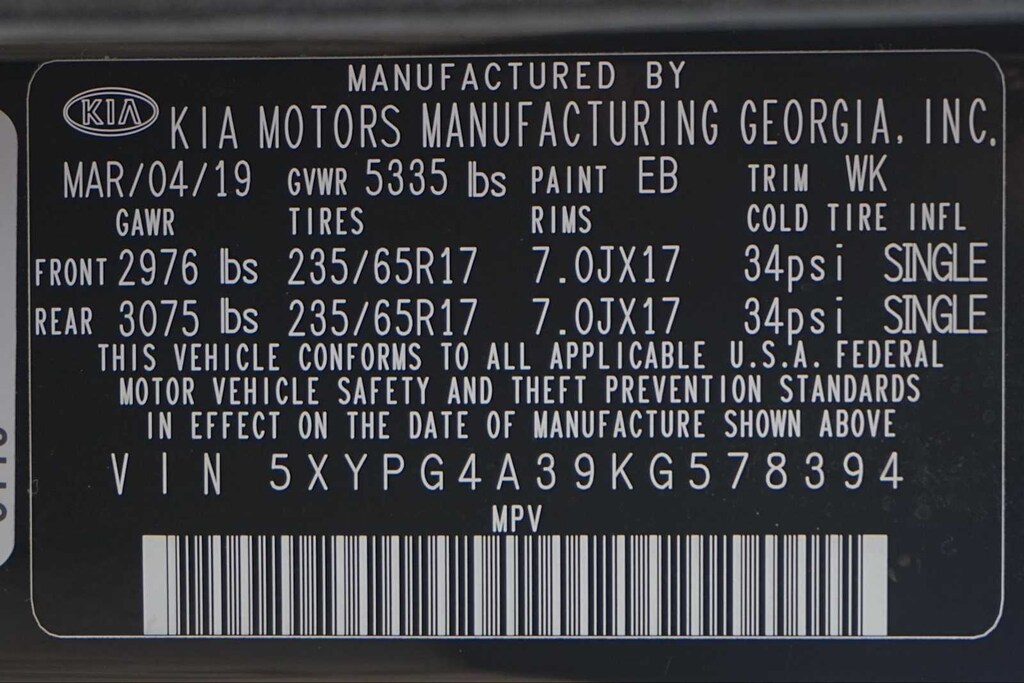 MANUFACTURED BY
KIA KIA MOTORS MANUFACTURING GEORGIA, INC.
MAR/04/19 GVWR 5335 lbs PAINT EB TRIM WK
GAWR TIRES RIMS COLD TIRE INFL
FRONT 2976 lbs 235/65R17 7.0JX17 34psi SINGLE
REAR 3075 lbs 235/65R17 7.0JX17 34psi SINGLE
THIS VEHICLE CONFORMS TO ALL APPLICABLE U.S.A. FEDERAL
MOTOR VEHICLE SAFETY AND THEFT PREVENTION STANDARDS
IN EFFECT ON THE DATE OF MANUFACTURE SHOWN ABOVE
VIN 5XYPG4A39KG578394
MPV